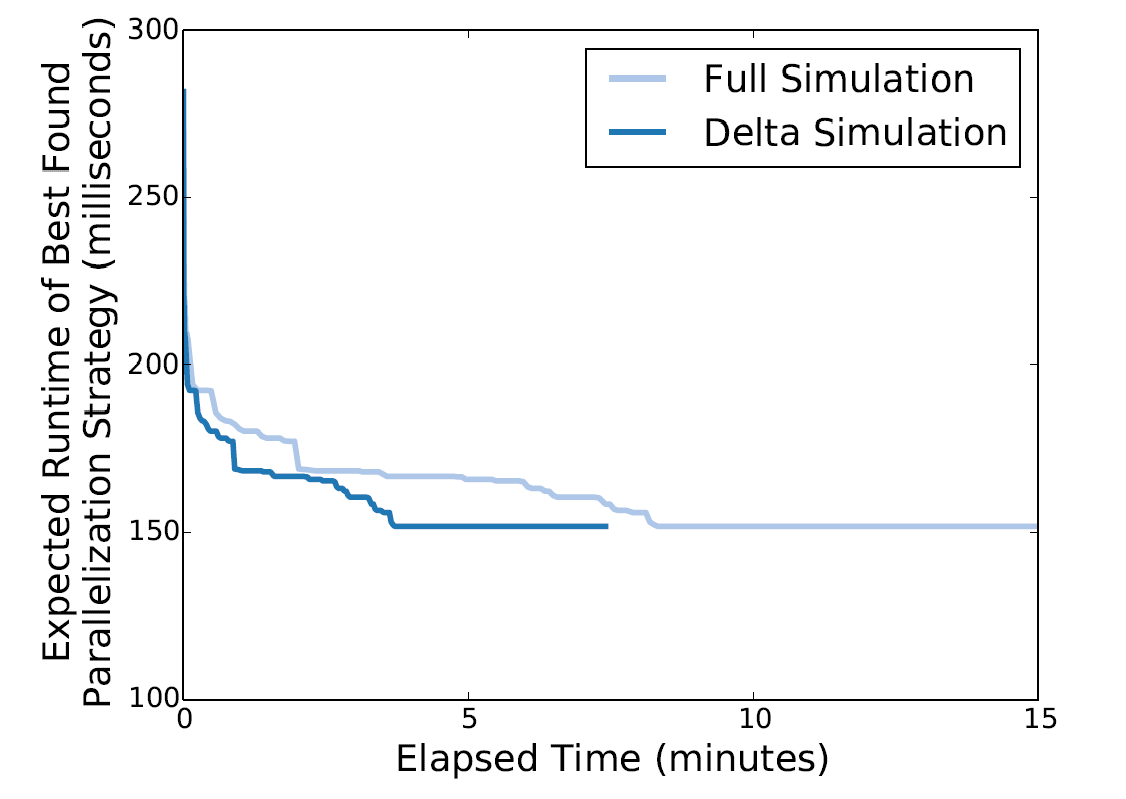 Expected Runtime of Best Found
Parallelization Strategy (milliseconds)
300
250
200
150
100
Full Simulation
Delta Simulation
0
5
10
15
Elapsed Time (minutes)